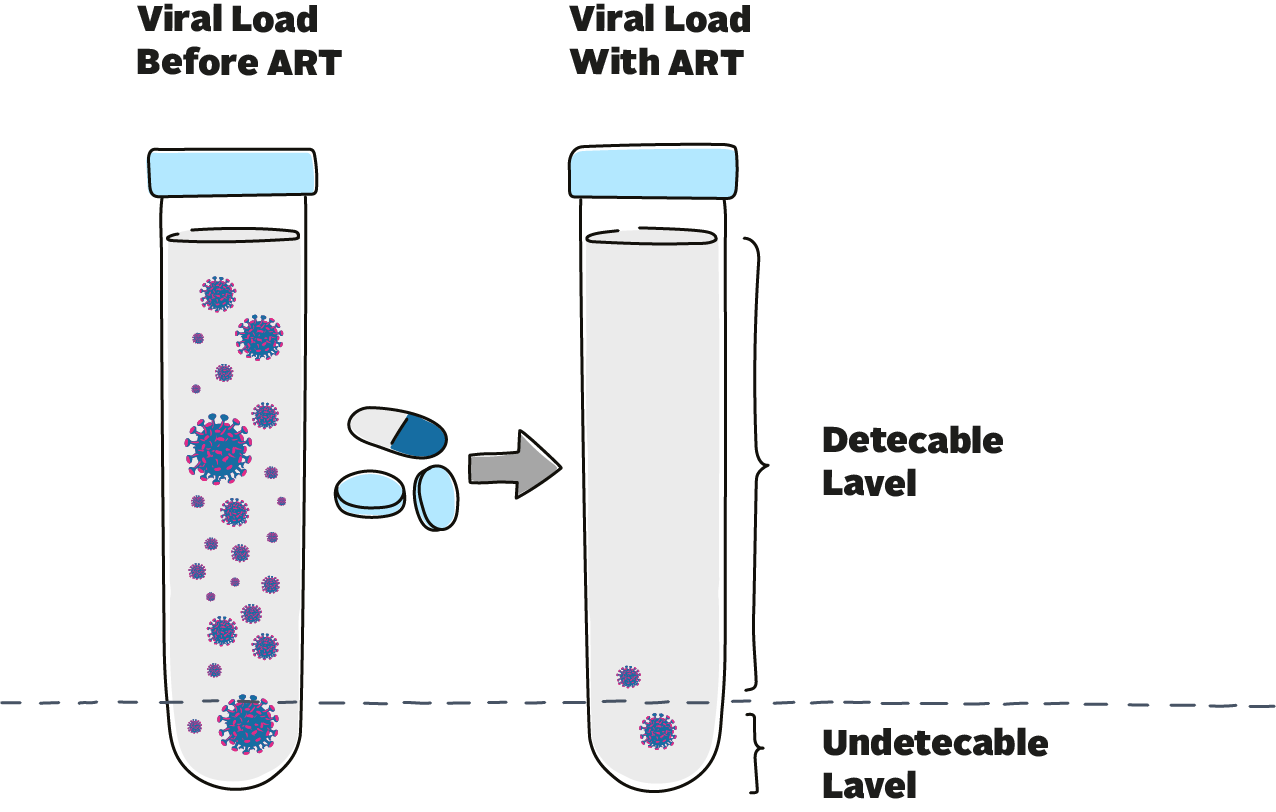 Viral Load
Before ART
Viral Load
With ART
Detecable
Lavel
Undetecable
Lavel